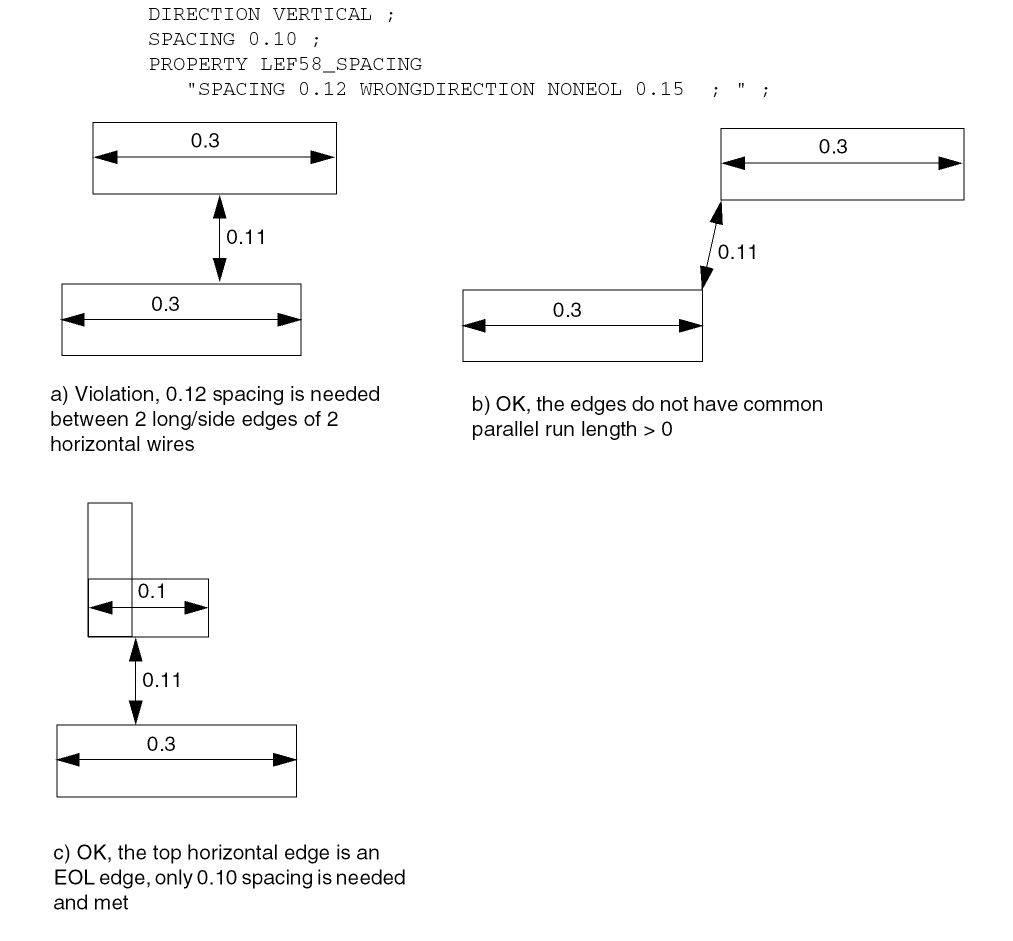 DIRECTION VERTICAL ;
SPACING 0.10 ;
PROPERTY LEF58_SPACING
"SPACING 0.12 WRONGDIRECTION NONEOL 0.15 ; " ;
0.3
0.11
0.3
a) Violation, 0.12 spacing is needed
between 2 long/side edges of 2
horizontal wires
0.3
0.11
0.3
b) OK, the edges do not have common
parallel run length > 0
0.1
0.11
0.3
c) OK, the top horizontal edge is an
EOL edge, only 0.10 spacing is needed
and met